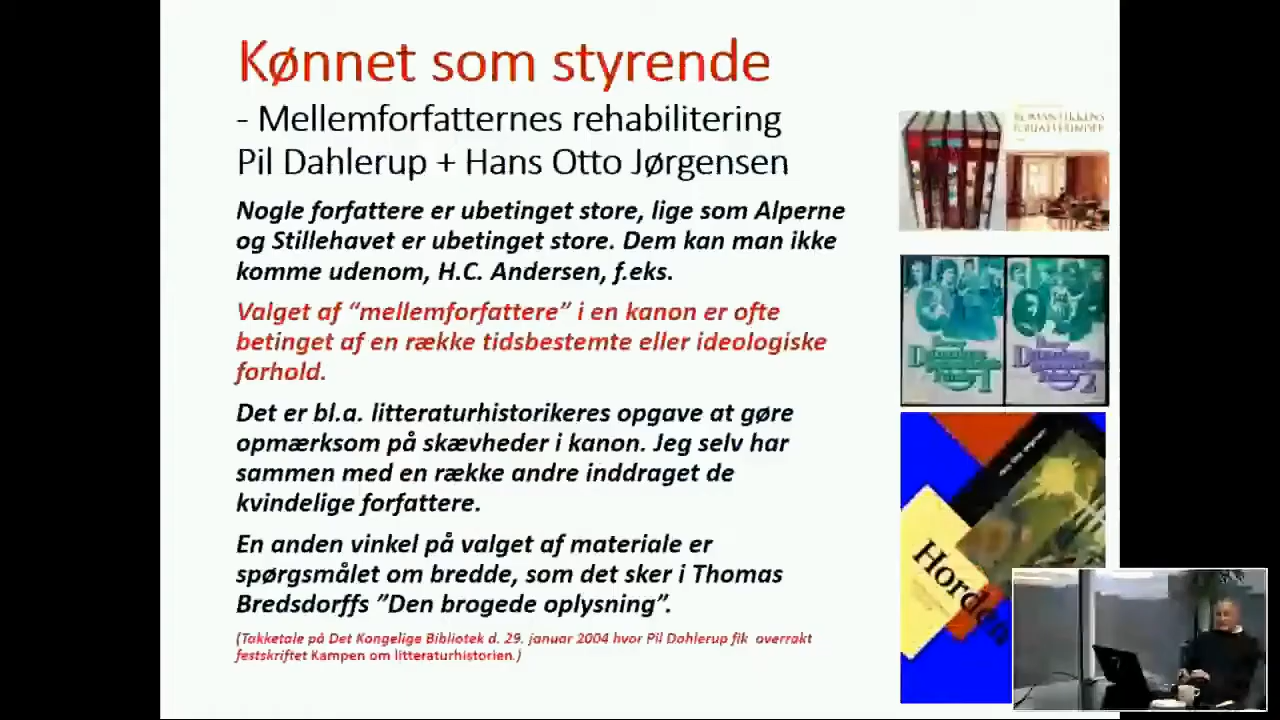 Kønnet som styrende
- Mellemforfatternes rehabilitering
Pil Dahlerup + Hans Otto Jørgensen
Nogle forfattere er ubetinget store, lige som Alperne
og Stillehavet er ubetinget store. Dem kan man ikke
komme udenom, H.C. Andersen, f.eks.
Valget af “mellemforfattere” i en kanon er ofte
betinget af en række tidsbestemte eller ideologiske
forhold.
Det er bl.a. litteraturhistorikeres opgave at gøre
opmærksom på skævheder i kanon. Jeg selv har
sammen med en række andre inddraget de
kvindelige forfattere.
En anden vinkel på valget af materiale er
spørgsmålet om bredde, som det sker i Thomas
Bredsdorffs ”Den brogede oplysning”.
(Takketale på Det Kongelige Bibliotek d. 29. januar 2004 hvor Pil Dahlerup fik overrakt
festskriftet Kampen om litteraturhistorien.)
1
2
Horden